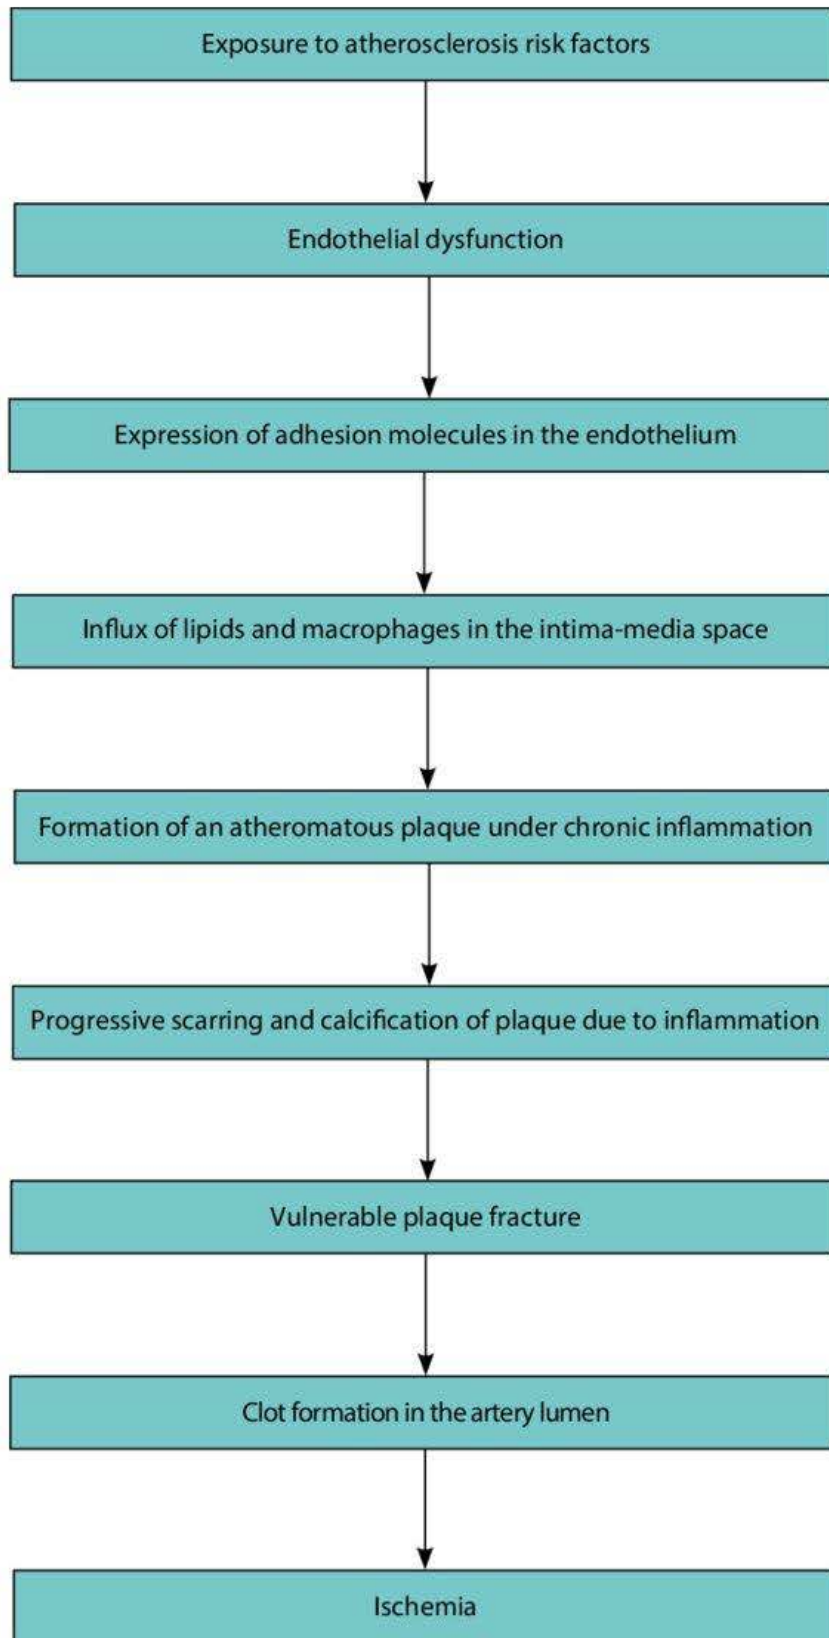 Exposure to atherosclerosis risk factors
Endothelial dysfunction
Expression of adhesion molecules in the endothelium
Influx of lipids and macrophages in the intima-media space
Formation of an atheromatous plaque under chronic inflammation
Progressive scarring and calcification of plaque due to inflammation
Vulnerable plaque fracture
Clot formation in the artery lumen
Ischemia